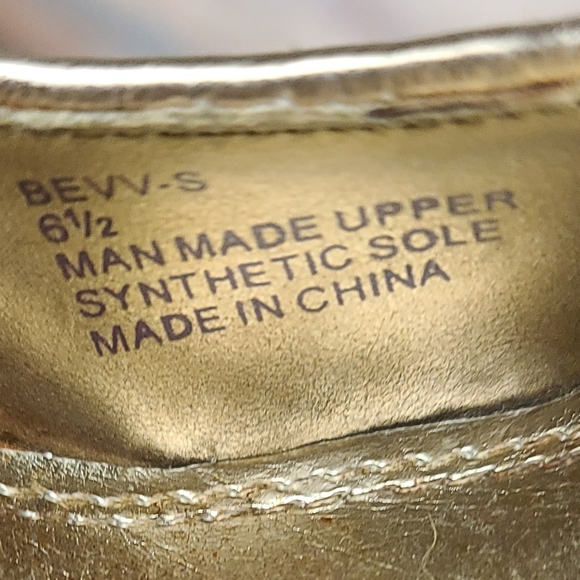 BEVV-S
6½
MAN MADE UPPER
SYNTHETIC SOLE
MADE IN CHINA